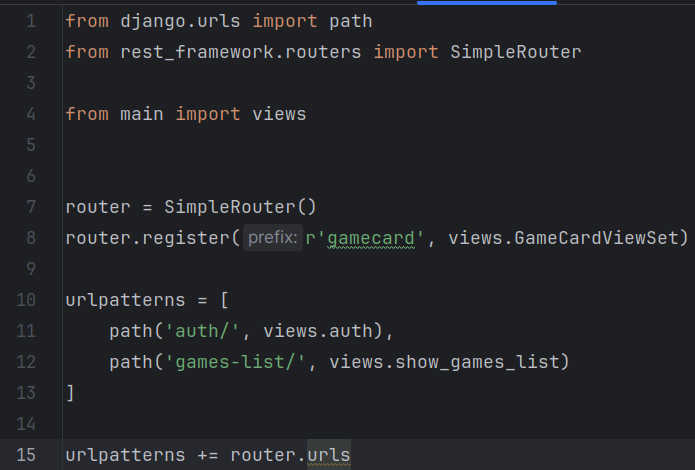 1 from django.urls import path
2 from rest_framework.routers import SimpleRouter
3
4 from main import views
5
6
7 router = SimpleRouter()
8 router.register( prefix: r'gamecard', views.GameCardViewSet)
9
10 urlpatterns = [
11     path('auth/', views.auth),
12     path('games-list/', views.show_games_list)
13 ]
14
15 urlpatterns += router.urls